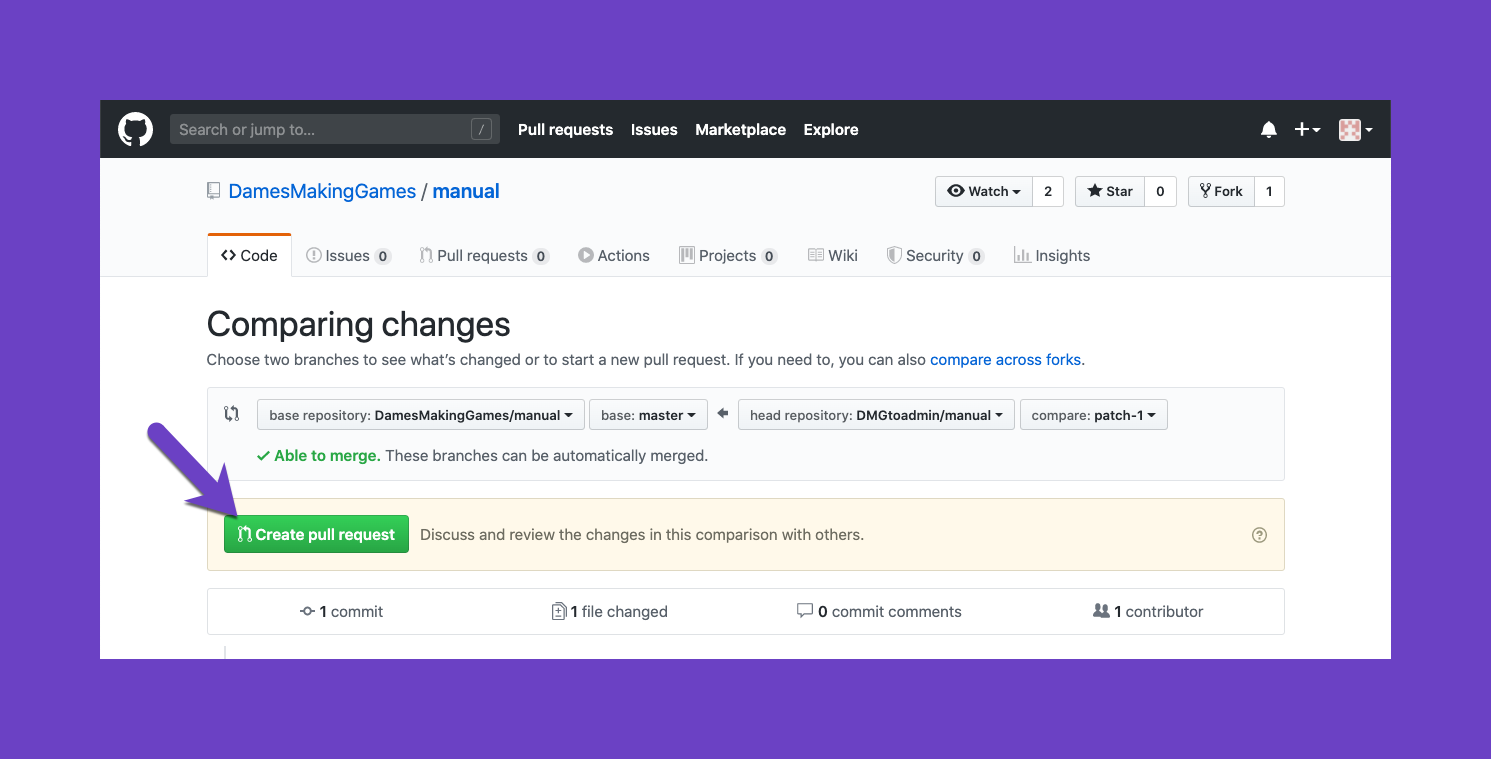 Search or jump to... / Pull requests Issues Marketplace Explore
DamesMakingGames / manual Watch 2 Star 0 Fork 1
Code Issues 0 Pull requests 0 Actions Projects 0 Wiki Security 0 Insights
Comparing changes
Choose two branches to see what’s changed or to start a new pull request. If you need to, you can also compare across forks.
base repository: DamesMakingGames/manual base: master head repository: DMGtoadmin/manual compare: patch-1
Able to merge. These branches can be automatically merged.
Create pull request Discuss and review the changes in this comparison with others. ?
1 commit 1 file changed 0 commit comments 1 contributor